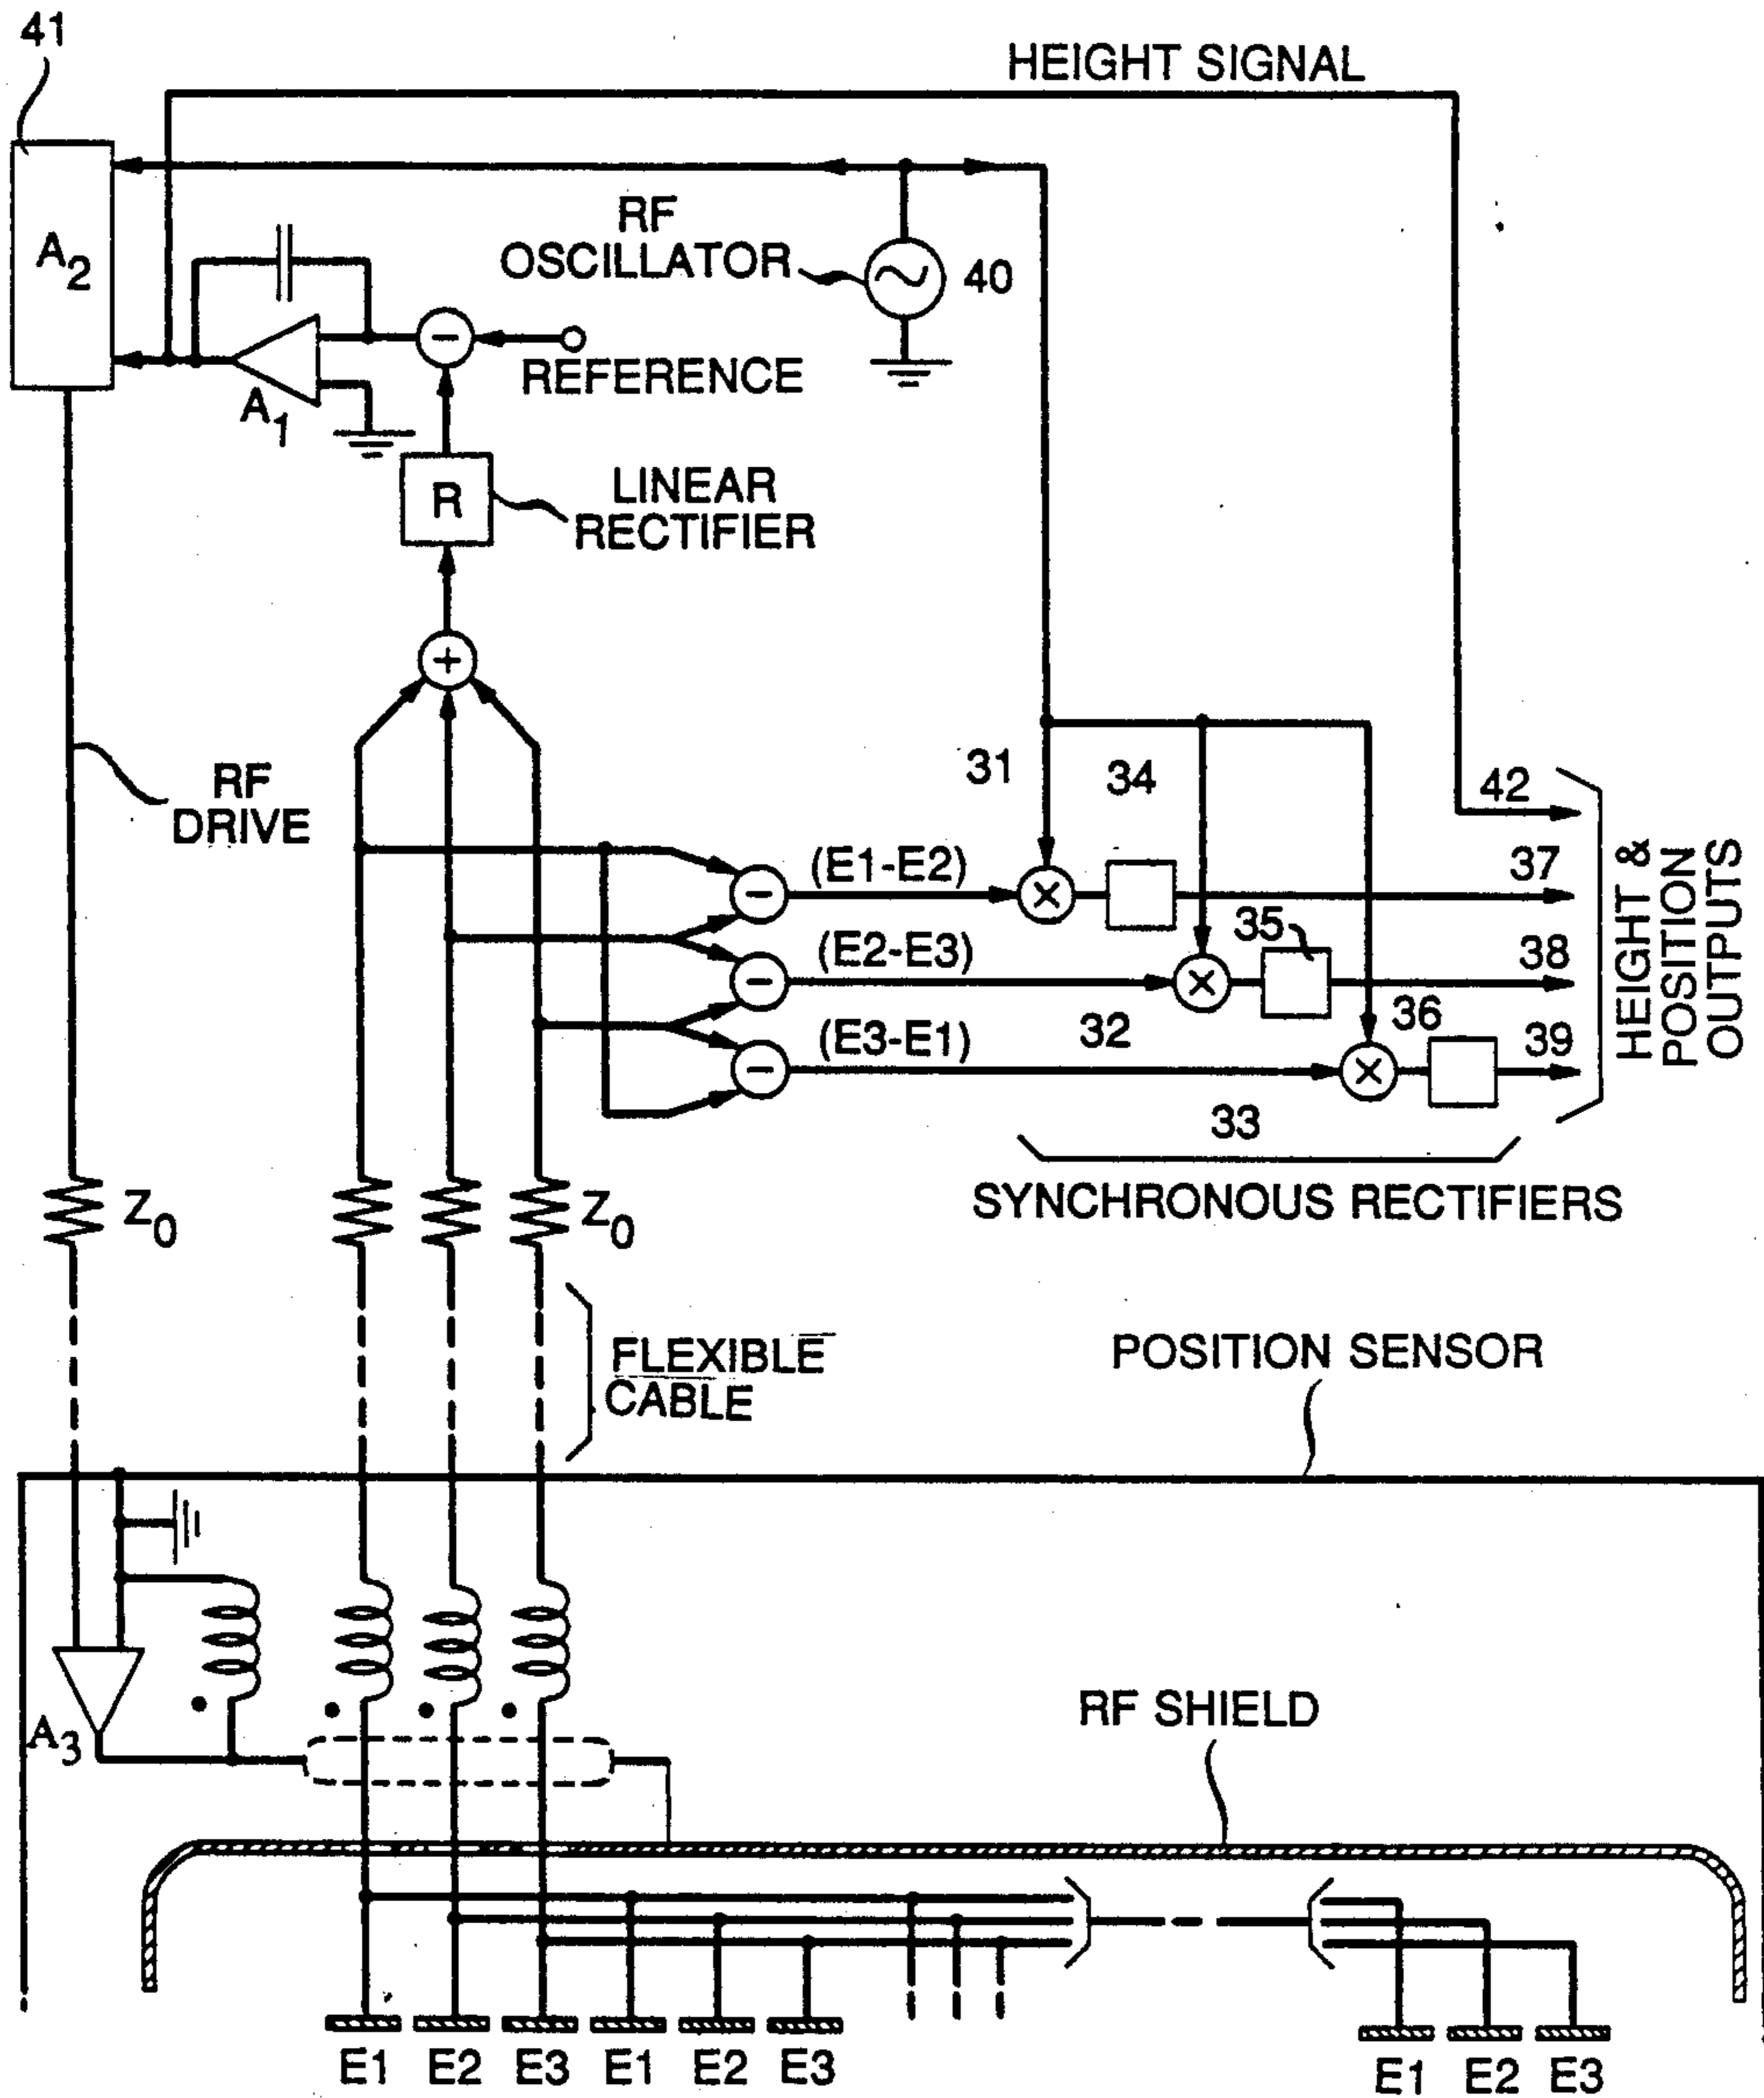 41
HEIGHT SIGNAL
A2
RF
OSCILLATOR
40
REFERENCE
A1
R
LINEAR
RECTIFIER
+
RF
DRIVE
31
34
42
(E1-E2)
37
(E2-E3)
35
38
32
36
(E3-E1)
39
33
HEIGHT &
POSITION
OUTPUTS
SYNCHRONOUS RECTIFIERS
Z0
Z0
FLEXIBLE
CABLE
POSITION SENSOR
A3
RF SHIELD
E1 E2 E3 E1 E2 E3 E1 E2 E3